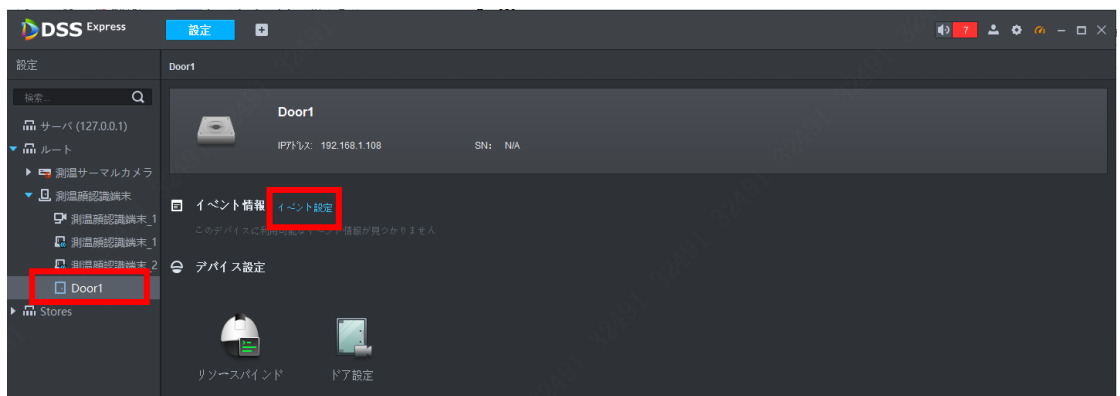 DSS Express
設定
7
設定
Door1
検索...
サーバ (127.0.0.1)
ルート
測温サーマルカメラ
測温顔認識端末
測温顔認識端末_1
測温顔認識端末_1
測温顔認識端末_2
Door1
Stores
Door1
IPアドレス: 192.168.1.108
SN: N/A
イベント情報 イベント設定
このデバイスに利用可能なイベント情報が見つかりません
デバイス設定
リソースバインド
ドア設定